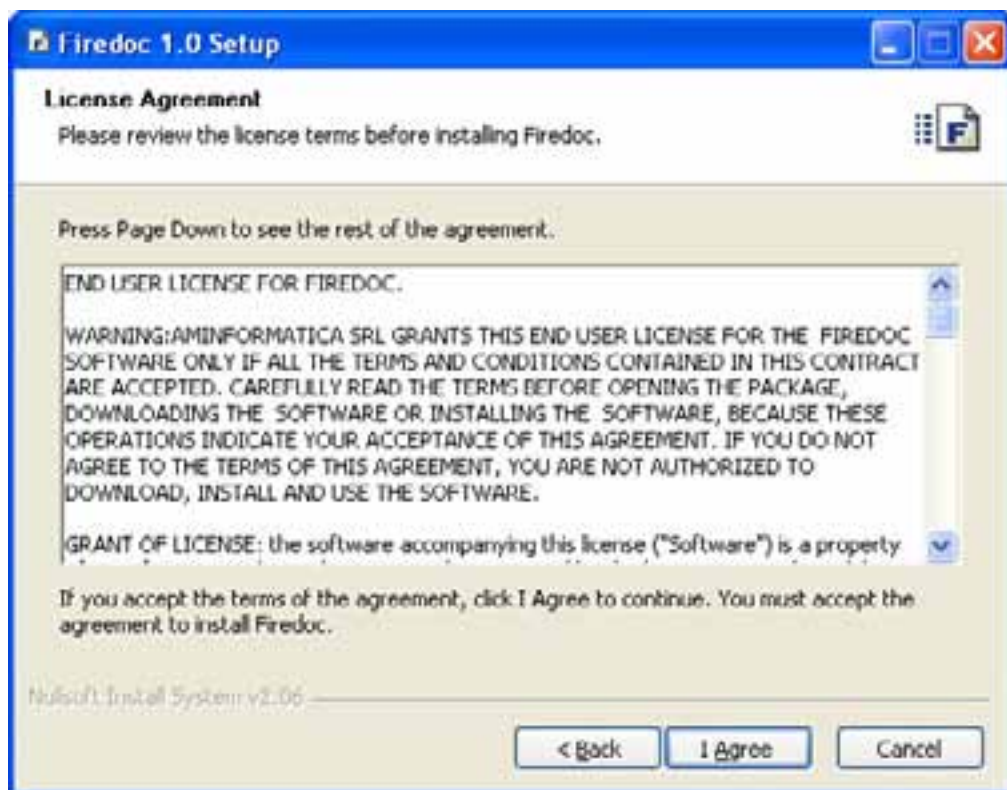 Firedoc 1.0 Setup
License Agreement
Please review the license terms before installing Firedoc.
F
Press Page Down to see the rest of the agreement.
END USER LICENSE FOR FIREDOC.
WARNING:AMINFORMATICA SRL GRANTS THIS END USER LICENSE FOR THE FIREDOC
SOFTWARE ONLY IF ALL THE TERMS AND CONDITIONS CONTAINED IN THIS CONTRACT
ARE ACCEPTED. CAREFULLY READ THE TERMS BEFORE OPENING THE PACKAGE,
DOWNLOADING THE SOFTWARE OR INSTALLING THE SOFTWARE, BECAUSE THESE
OPERATIONS INDICATE YOUR ACCEPTANCE OF THIS AGREEMENT. IF YOU DO NOT
AGREE TO THE TERMS OF THIS AGREEMENT, YOU ARE NOT AUTHORIZED TO
DOWNLOAD, INSTALL AND USE THE SOFTWARE.
GRANT OF LICENSE: the software accompanying this license ("Software") is a property
If you accept the terms of the agreement, click I Agree to continue. You must accept the
agreement to install Firedoc.
Nullsoft Install System v2.06
< Back
I Agree
Cancel